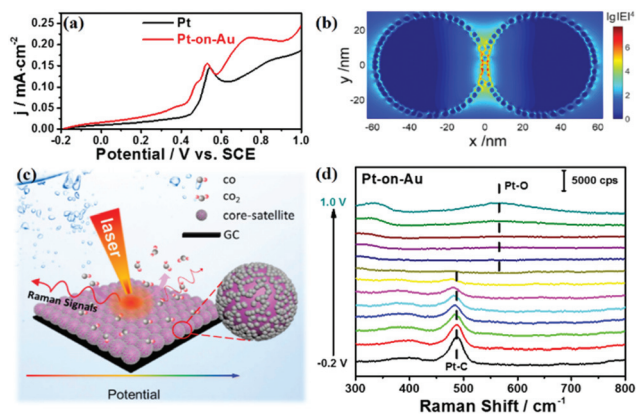 (a)
Pt
Pt-on-Au
j / mA·cm⁻²
0.25
0.20
0.15
0.10
0.05
0.00
-0.2 0.0 0.2 0.4 0.6 0.8 1.0
Potential / V vs. SCE
(b)
lg|E|⁴
y /nm
30
20
10
0
-10
-20
-30
-60 -40 -20 0 20 40 60
x /nm
6
4
2
0
(c)
co
co₂
core-satellite
GC
laser
Raman Signals
Potential
(d)
Pt-on-Au
5000 cps
Pt-O
1.0 V
-0.2 V
Pt-C
300 400 500 600 700 800
Raman Shift / cm⁻¹